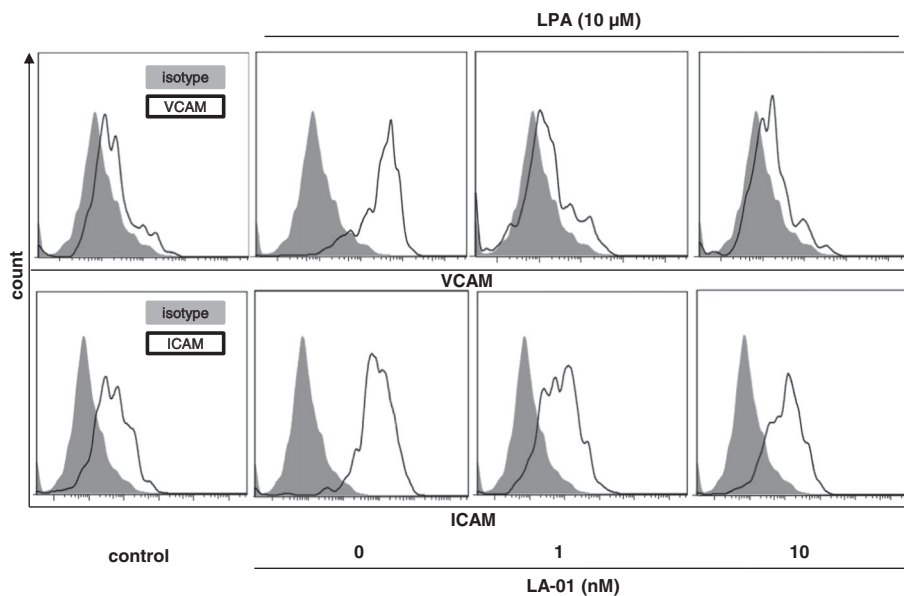 LPA (10 μM)
isotype
VCAM
count
VCAM
isotype
ICAM
ICAM
control
0
1
10
LA-01 (nM)